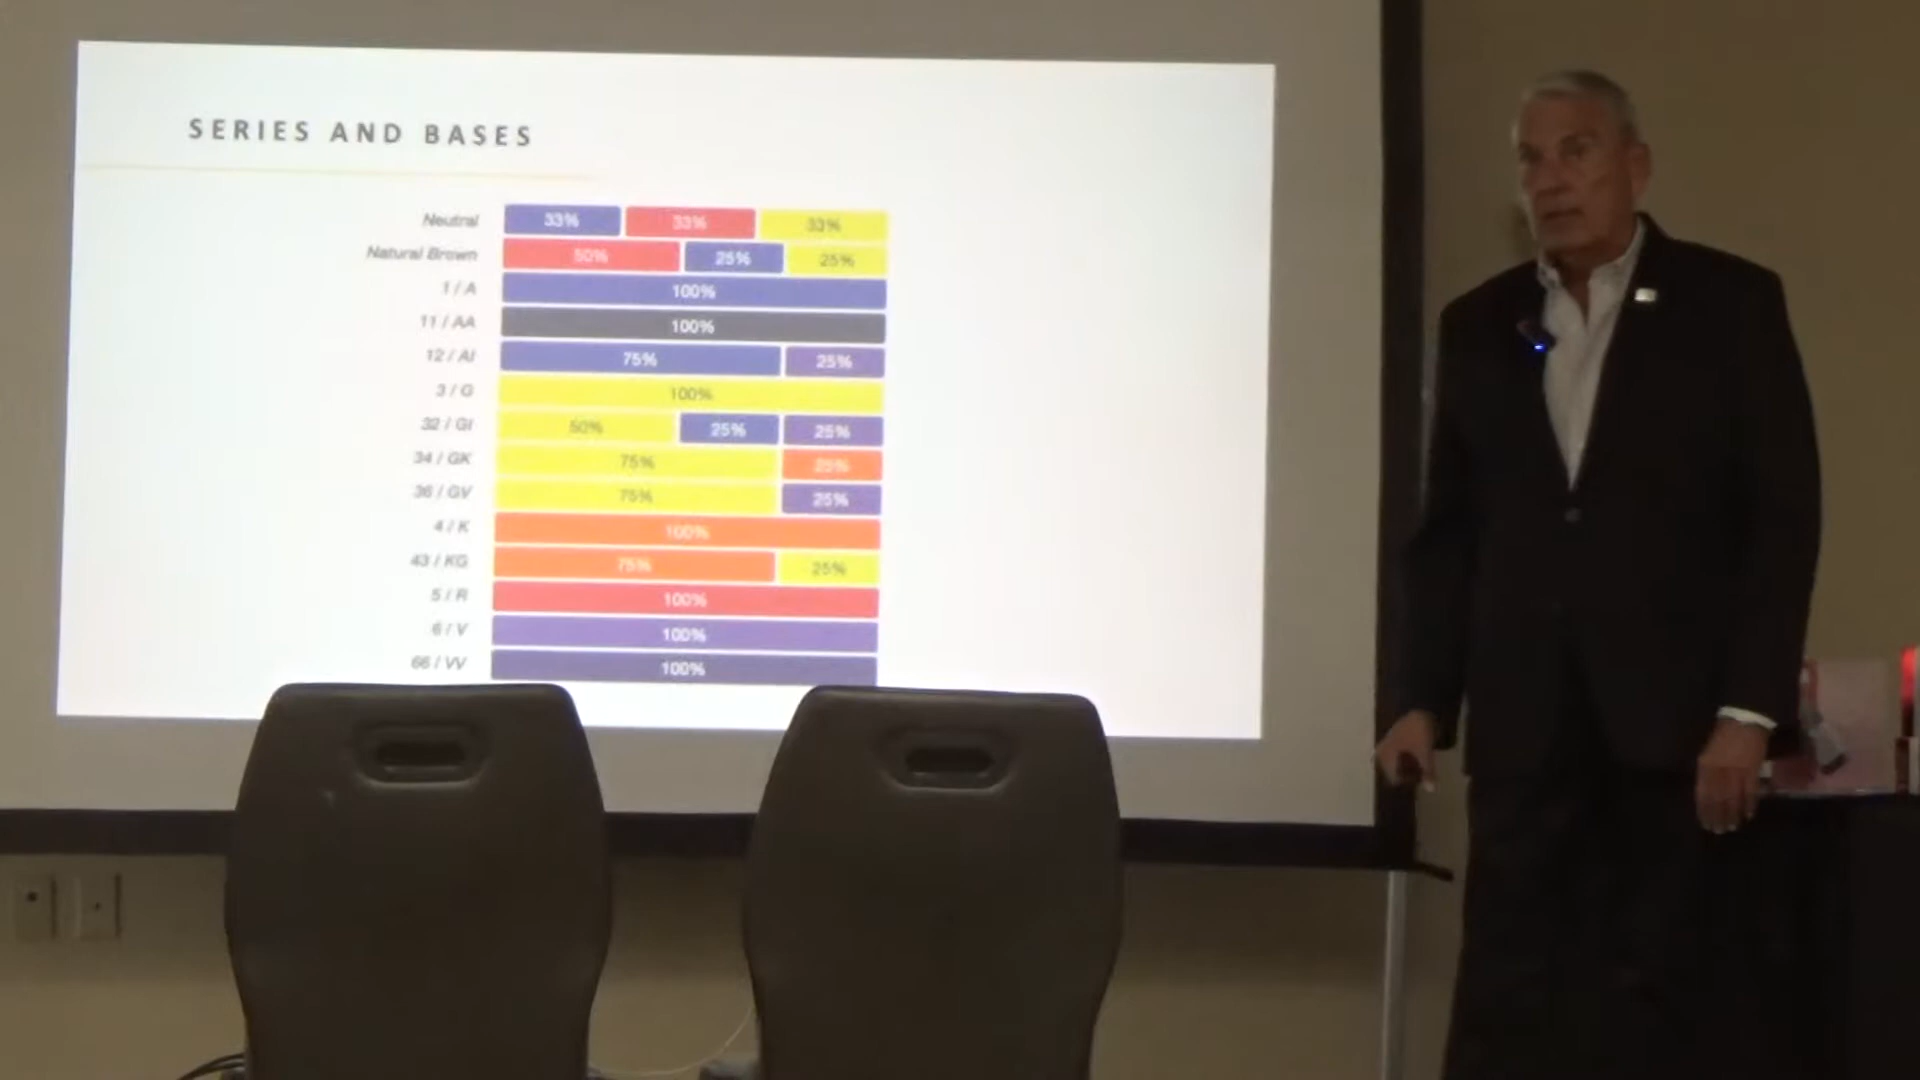 SERIES AND BASES
Neutral 33% 33% 33%
Natural Brown 50% 25% 25%
1 / A 100%
11 / AA 100%
12 / AI 75% 25%
3 / G 100%
32 / GI 50% 25% 25%
34 / GK 75% 25%
36 / GV 75% 25%
4 / K 100%
43 / KG 75% 25%
5 / R 100%
6 / V 100%
66 / VV 100%